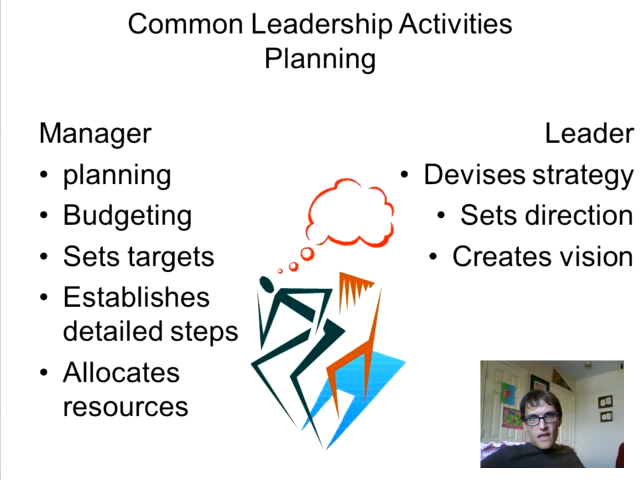 Common Leadership Activities
Planning
Manager
• planning
• Budgeting
• Sets targets
• Establishes
detailed steps
• Allocates
resources
Leader
• Devises strategy
• Sets direction
• Creates vision